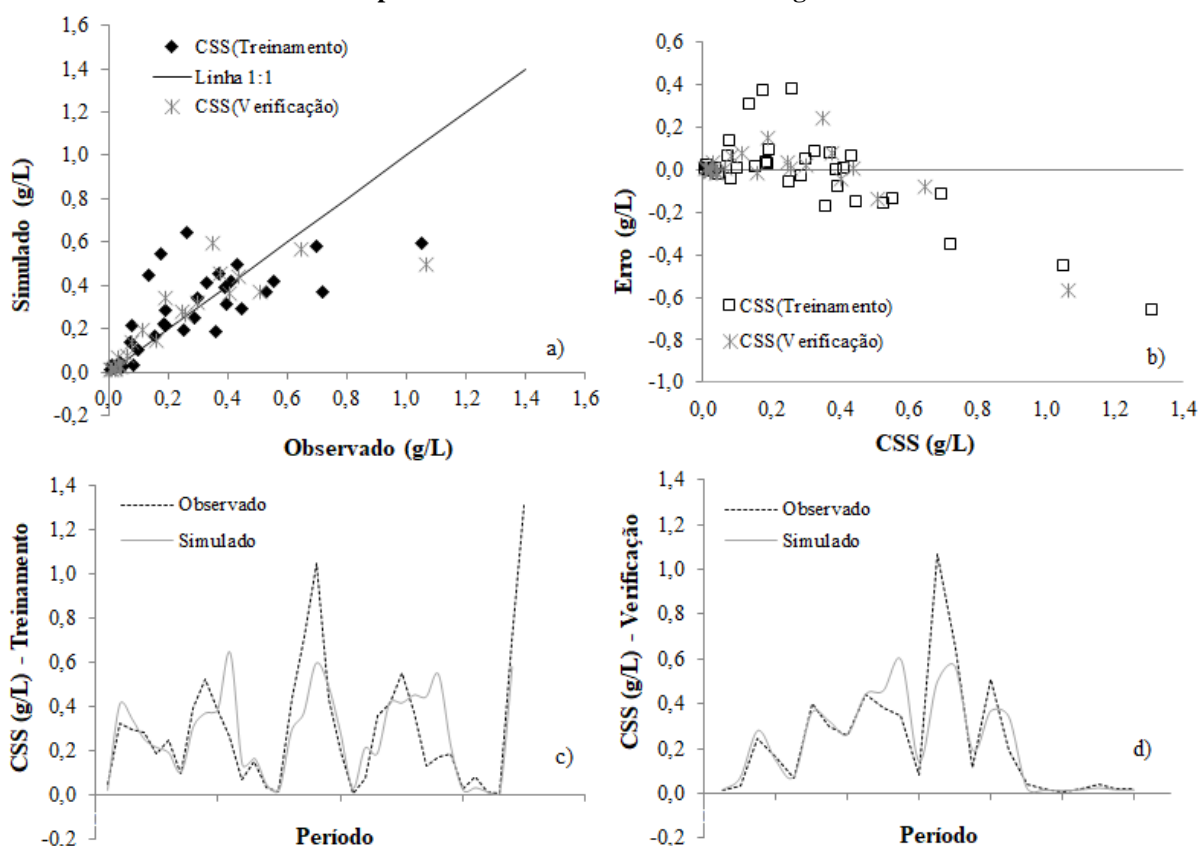 1,6
1,4
1,2
1,0
0,8
0,6
0,4
0,2
0,0
-0,2
Simulado (g/L)
CSS(Treinamento)
Linha 1:1
CSS(Verificação)
a)
0,0 0,2 0,4 0,6 0,8 1,0 1,2 1,4 1,6
Observado (g/L)
0,6
0,4
0,2
0,0
-0,2
-0,4
-0,6
-0,8
-1,0
Erro (g/L)
CSS(Treinamento)
CSS(Verificação)
b)
0,0 0,2 0,4 0,6 0,8 1,0 1,2 1,4
CSS (g/L)
1,4
1,2
1,0
0,8
0,6
0,4
0,2
0,0
-0,2
CSS (g/L) - Treinamento
Observado
Simulado
c)
Período
1,4
1,2
1,0
0,8
0,6
0,4
0,2
0,0
-0,2
CSS (g/L) - Verificação
Observado
Simulado
d)
Período